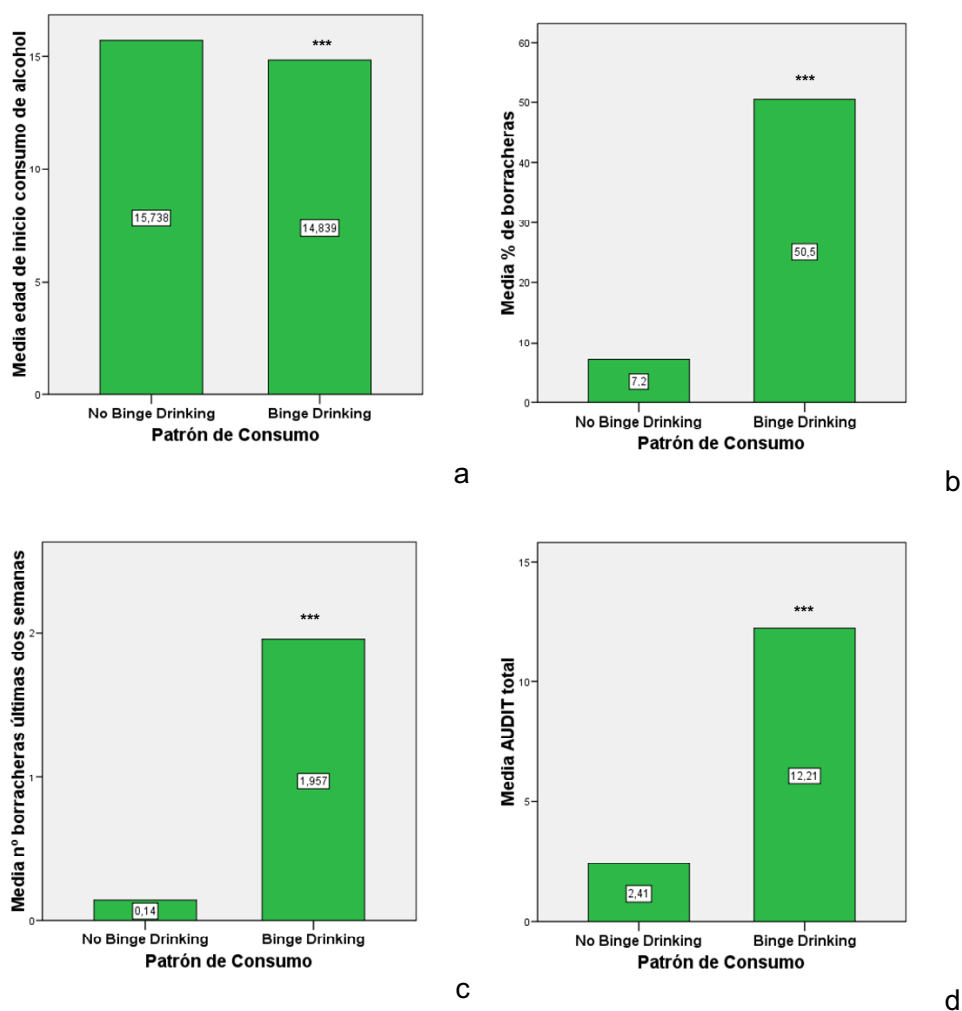 Media edad de inicio consumo de alcohol
15
10
5
0
***
15,738
14,839
No Binge Drinking
Binge Drinking
Patrón de Consumo
a
Media % de borracheras
60
50
40
30
20
10
0
***
7,2
50,5
No Binge Drinking
Binge Drinking
Patrón de Consumo
b
Media nº borracheras últimas dos semanas
2
1
0
***
0,14
1,957
No Binge Drinking
Binge Drinking
Patrón de Consumo
c
Media AUDIT total
15
10
5
0
***
2,41
12,21
No Binge Drinking
Binge Drinking
Patrón de Consumo
d